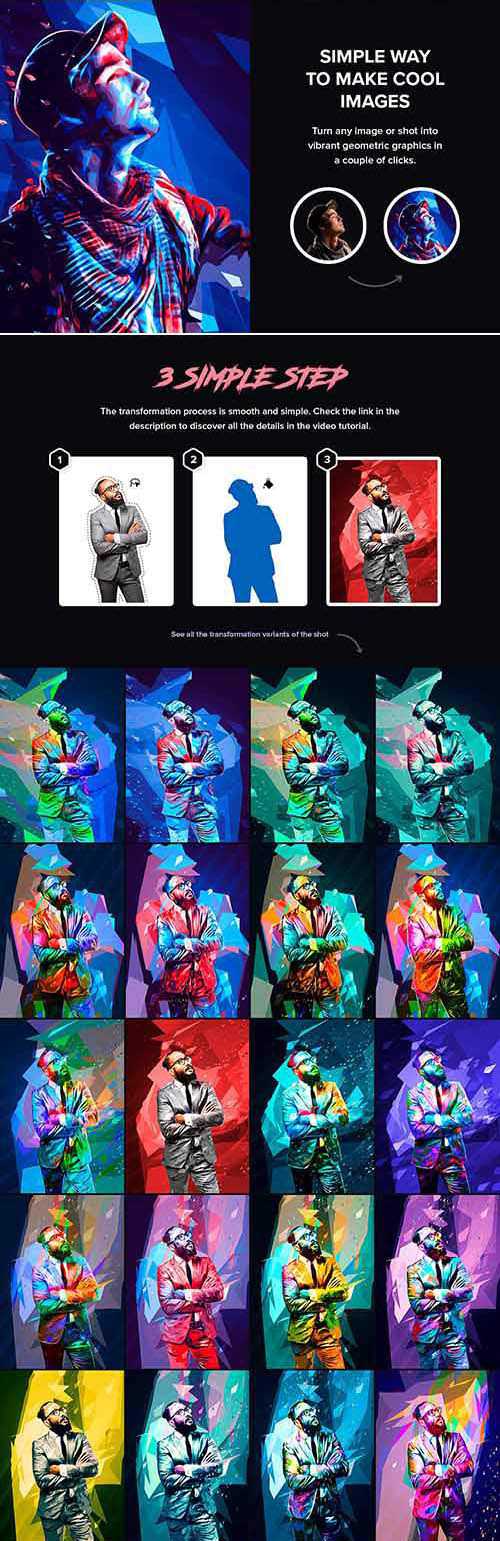 SIMPLE WAY
TO MAKE COOL
IMAGES
Turn any image or shot into
vibrant geometric graphics in
a couple of clicks.
3 SIMPLE STEP
The transformation process is smooth and simple. Check the link in the
description to discover all the details in the video tutorial.
1
2
3
See all the transformation variants of the shot